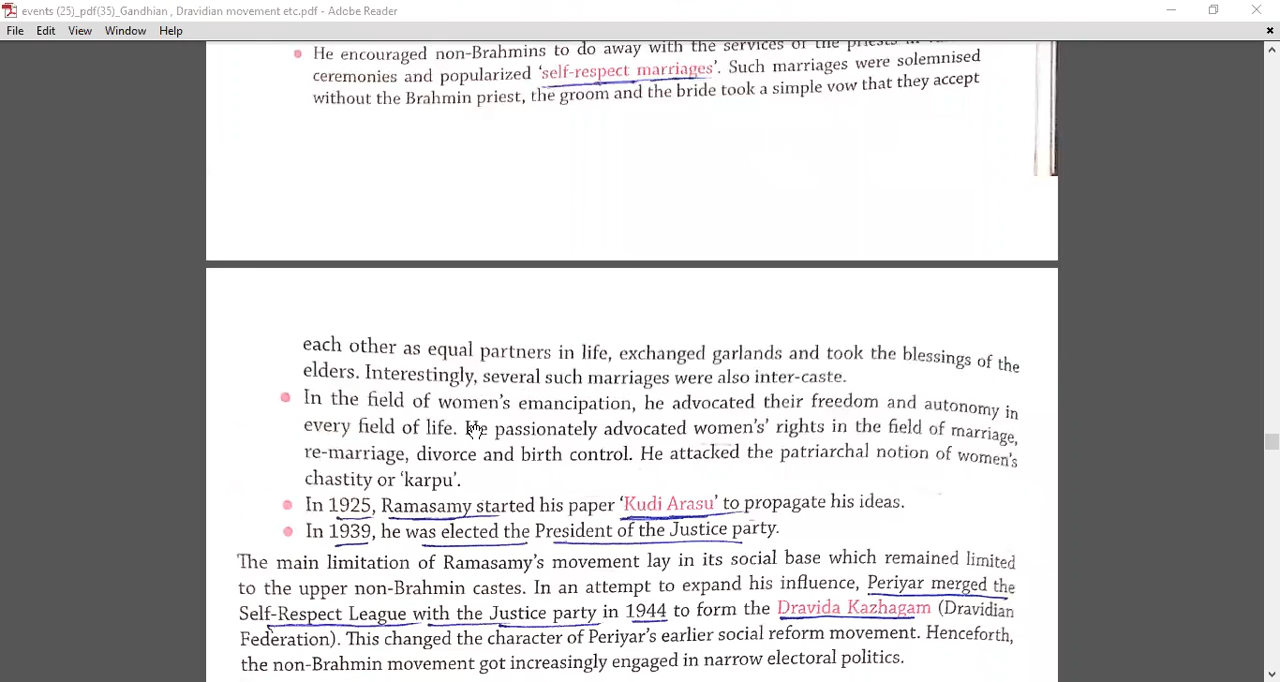 events (25)_pdf(35)_Gandhian , Dravidian movement etc.pdf - Adobe Reader
File Edit View Window Help
He encouraged non-Brahmins to do away with the services of the priests in
ceremonies and popularized 'self-respect marriages'. Such marriages were solemnised
without the Brahmin priest, the groom and the bride took a simple vow that they accept
each other as equal partners in life, exchanged garlands and took the blessings of the
elders. Interestingly, several such marriages were also inter-caste.
In the field of women's emancipation, he advocated their freedom and autonomy in
every field of life. He passionately advocated women's' rights in the field of marriage,
re-marriage, divorce and birth control. He attacked the patriarchal notion of women's
chastity or 'karpu'.
In 1925, Ramasamy started his paper 'Kudi Arasu' to propagate his ideas.
In 1939, he was elected the President of the Justice party.
The main limitation of Ramasamy's movement lay in its social base which remained limited
to the upper non-Brahmin castes. In an attempt to expand his influence, Periyar merged the
Self-Respect League with the Justice party in 1944 to form the Dravida Kazhagam (Dravidian
Federation). This changed the character of Periyar's earlier social reform movement. Henceforth,
the non-Brahmin movement got increasingly engaged in narrow electoral politics.